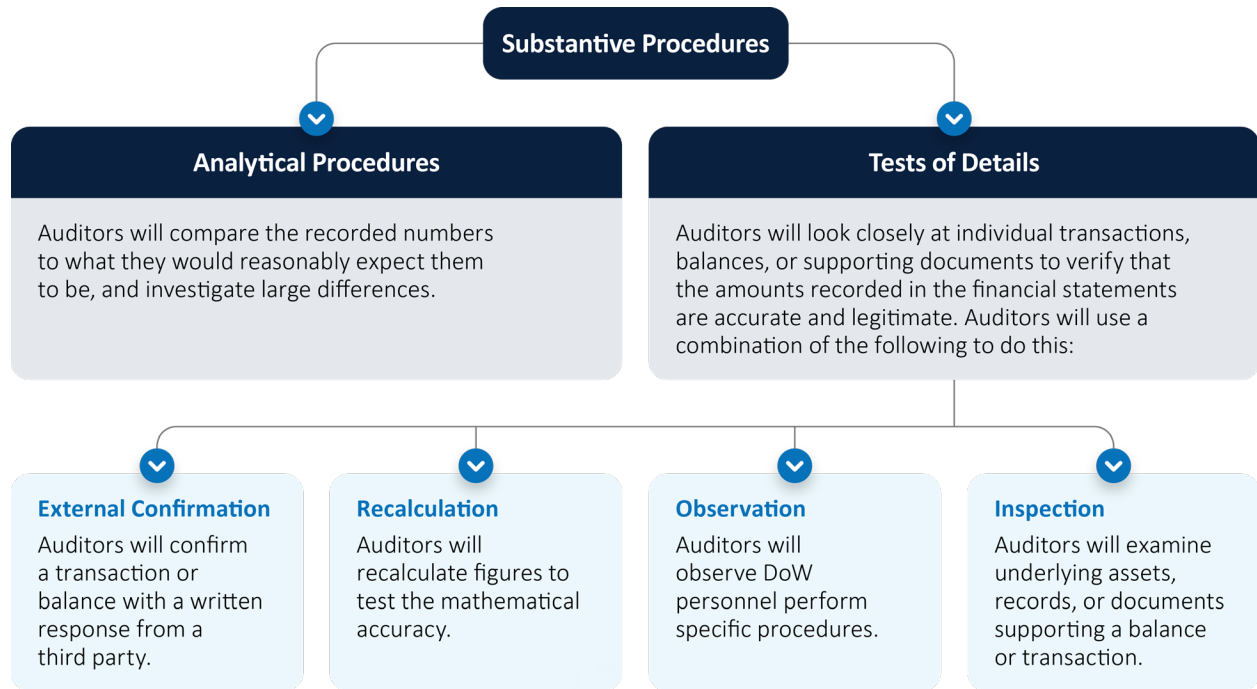 Substantive Procedures
Analytical Procedures
Auditors will compare the recorded numbers
to what they would reasonably expect them
to be, and investigate large differences.
Tests of Details
Auditors will look closely at individual transactions,
balances, or supporting documents to verify that
the amounts recorded in the financial statements
are accurate and legitimate. Auditors will use a
combination of the following to do this:
External Confirmation
Auditors will confirm
a transaction or
balance with a written
response from a
third party.
Recalculation
Auditors will
recalculate figures to
test the mathematical
accuracy.
Observation
Auditors will
observe DoW
personnel perform
specific procedures.
Inspection
Auditors will examine
underlying assets,
records, or documents
supporting a balance
or transaction.